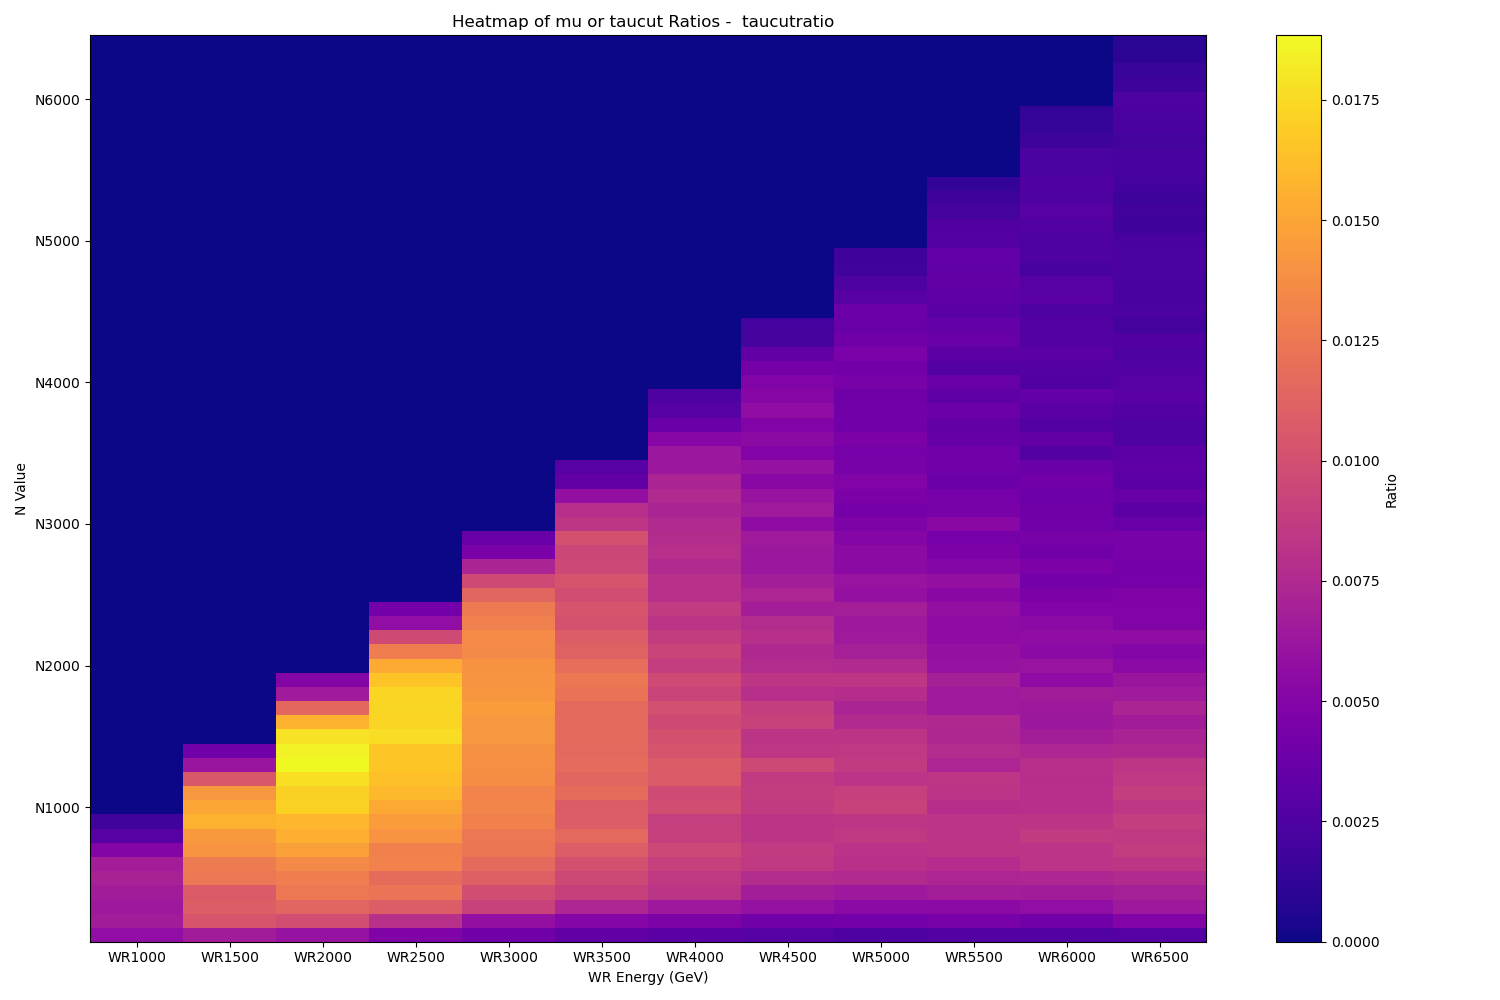 Heatmap of mu or taucut Ratios -  taucutratio
N Value
N6000
N5000
N4000
N3000
N2000
N1000
WR1000 WR1500 WR2000 WR2500 WR3000 WR3500 WR4000 WR4500 WR5000 WR5500 WR6000 WR6500
WR Energy (GeV)
0.0175
0.0150
0.0125
0.0100
0.0075
0.0050
0.0025
0.0000
Ratio